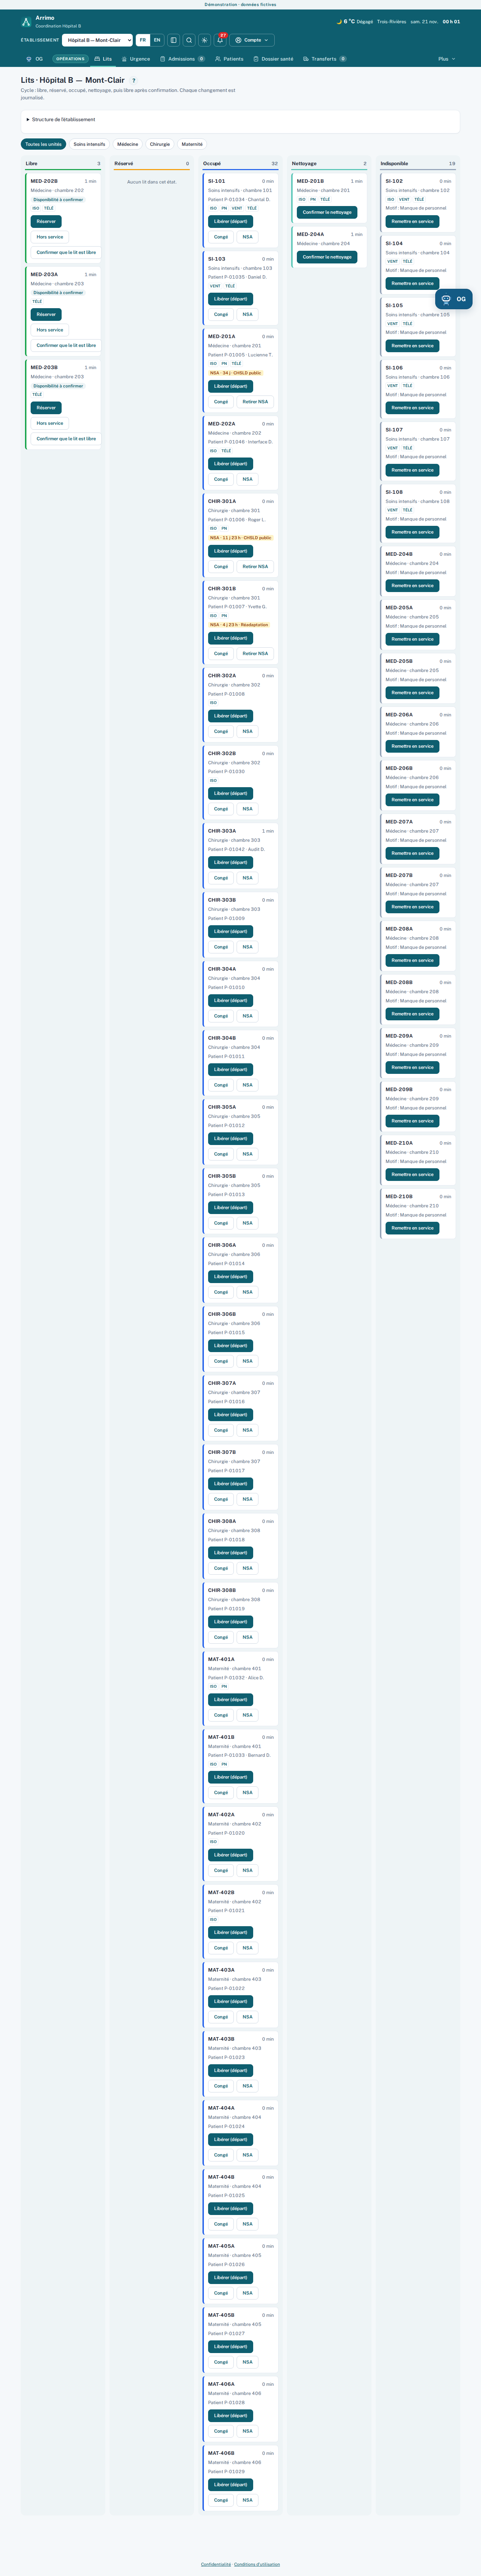 Démonstration · données fictives
Arrimo
Coordination Hôpital B
6 °C Dégagé Trois-Rivières sam. 21 nov. 00 h 01
ÉTABLISSEMENT Hôpital B — Mont-Clair FR EN 27 Compte
OG OPÉRATIONS Lits Urgence Admissions 0 Patients Dossier santé Transferts 0 Plus
Lits · Hôpital B — Mont-Clair ?
Cycle : libre, réservé, occupé, nettoyage, puis libre après confirmation. Chaque changement est
journalisé.
Structure de l'établissement
Toutes les unités Soins intensifs Médecine Chirurgie Maternité
Libre 3
MED-202B 1 min
Médecine · chambre 202
Disponibilité à confirmer
ISO TÉLÉ
Réserver
Hors service
Confirmer que le lit est libre
MED-203A 1 min
Médecine · chambre 203
Disponibilité à confirmer
TÉLÉ
Réserver
Hors service
Confirmer que le lit est libre
MED-203B 1 min
Médecine · chambre 203
Disponibilité à confirmer
TÉLÉ
Réserver
Hors service
Confirmer que le lit est libre
Réservé 0
Aucun lit dans cet état.
Occupé 32
SI-101 0 min
Soins intensifs · chambre 101
Patient P-01034 · Chantal D.
ISO PN VENT TÉLÉ
Libérer (départ)
Congé NSA
SI-103 0 min
Soins intensifs · chambre 103
Patient P-01035 · Daniel D.
VENT TÉLÉ
Libérer (départ)
Congé NSA
MED-201A 0 min
Médecine · chambre 201
Patient P-01005 · Lucienne T.
ISO PN TÉLÉ
NSA · 34 j · CHSLD public
Libérer (départ)
Congé Retirer NSA
MED-202A 0 min
Médecine · chambre 202
Patient P-01046 · Interface D.
ISO TÉLÉ
Libérer (départ)
Congé NSA
CHIR-301A 0 min
Chirurgie · chambre 301
Patient P-01006 · Roger L.
ISO PN
NSA · 11 j 23 h · CHSLD public
Libérer (départ)
Congé Retirer NSA
CHIR-301B 0 min
Chirurgie · chambre 301
Patient P-01007 · Yvette G.
ISO PN
NSA · 4 j 23 h · Réadaptation
Libérer (départ)
Congé Retirer NSA
CHIR-302A 0 min
Chirurgie · chambre 302
Patient P-01008
ISO
Libérer (départ)
Congé NSA
CHIR-302B 0 min
Chirurgie · chambre 302
Patient P-01030
ISO
Libérer (départ)
Congé NSA
CHIR-303A 1 min
Chirurgie · chambre 303
Patient P-01042 · Audit D.
Libérer (départ)
Congé NSA
CHIR-303B 0 min
Chirurgie · chambre 303
Patient P-01009
Libérer (départ)
Congé NSA
CHIR-304A 0 min
Chirurgie · chambre 304
Patient P-01010
Libérer (départ)
Congé NSA
CHIR-304B 0 min
Chirurgie · chambre 304
Patient P-01011
Libérer (départ)
Congé NSA
CHIR-305A 0 min
Chirurgie · chambre 305
Patient P-01012
Libérer (départ)
Congé NSA
CHIR-305B 0 min
Chirurgie · chambre 305
Patient P-01013
Libérer (départ)
Congé NSA
CHIR-306A 0 min
Chirurgie · chambre 306
Patient P-01014
Libérer (départ)
Congé NSA
CHIR-306B 0 min
Chirurgie · chambre 306
Patient P-01015
Libérer (départ)
Congé NSA
CHIR-307A 0 min
Chirurgie · chambre 307
Patient P-01016
Libérer (départ)
Congé NSA
CHIR-307B 0 min
Chirurgie · chambre 307
Patient P-01017
Libérer (départ)
Congé NSA
CHIR-308A 0 min
Chirurgie · chambre 308
Patient P-01018
Libérer (départ)
Congé NSA
CHIR-308B 0 min
Chirurgie · chambre 308
Patient P-01019
Libérer (départ)
Congé NSA
MAT-401A 0 min
Maternité · chambre 401
Patient P-01032 · Alice D.
ISO PN
Libérer (départ)
Congé NSA
MAT-401B 0 min
Maternité · chambre 401
Patient P-01033 · Bernard D.
ISO PN
Libérer (départ)
Congé NSA
MAT-402A 0 min
Maternité · chambre 402
Patient P-01020
ISO
Libérer (départ)
Congé NSA
MAT-402B 0 min
Maternité · chambre 402
Patient P-01021
ISO
Libérer (départ)
Congé NSA
MAT-403A 0 min
Maternité · chambre 403
Patient P-01022
Libérer (départ)
Congé NSA
MAT-403B 0 min
Maternité · chambre 403
Patient P-01023
Libérer (départ)
Congé NSA
MAT-404A 0 min
Maternité · chambre 404
Patient P-01024
Libérer (départ)
Congé NSA
MAT-404B 0 min
Maternité · chambre 404
Patient P-01025
Libérer (départ)
Congé NSA
MAT-405A 0 min
Maternité · chambre 405
Patient P-01026
Libérer (départ)
Congé NSA
MAT-405B 0 min
Maternité · chambre 405
Patient P-01027
Libérer (départ)
Congé NSA
MAT-406A 0 min
Maternité · chambre 406
Patient P-01028
Libérer (départ)
Congé NSA
MAT-406B 0 min
Maternité · chambre 406
Patient P-01029
Libérer (départ)
Congé NSA
Nettoyage 2
MED-201B 1 min
Médecine · chambre 201
ISO PN TÉLÉ
Confirmer le nettoyage
MED-204A 1 min
Médecine · chambre 204
Confirmer le nettoyage
Indisponible 19
SI-102 0 min
Soins intensifs · chambre 102
ISO VENT TÉLÉ
Motif : Manque de personnel
Remettre en service
SI-104 0 min
Soins intensifs · chambre 104
VENT TÉLÉ
Motif : Manque de personnel
Remettre en service
OG
SI-105
Soins intensifs · chambre 105
VENT TÉLÉ
Motif : Manque de personnel
Remettre en service
SI-106 0 min
Soins intensifs · chambre 106
VENT TÉLÉ
Motif : Manque de personnel
Remettre en service
SI-107 0 min
Soins intensifs · chambre 107
VENT TÉLÉ
Motif : Manque de personnel
Remettre en service
SI-108 0 min
Soins intensifs · chambre 108
VENT TÉLÉ
Motif : Manque de personnel
Remettre en service
MED-204B 0 min
Médecine · chambre 204
Motif : Manque de personnel
Remettre en service
MED-205A 0 min
Médecine · chambre 205
Motif : Manque de personnel
Remettre en service
MED-205B 0 min
Médecine · chambre 205
Motif : Manque de personnel
Remettre en service
MED-206A 0 min
Médecine · chambre 206
Motif : Manque de personnel
Remettre en service
MED-206B 0 min
Médecine · chambre 206
Motif : Manque de personnel
Remettre en service
MED-207A 0 min
Médecine · chambre 207
Motif : Manque de personnel
Remettre en service
MED-207B 0 min
Médecine · chambre 207
Motif : Manque de personnel
Remettre en service
MED-208A 0 min
Médecine · chambre 208
Motif : Manque de personnel
Remettre en service
MED-208B 0 min
Médecine · chambre 208
Motif : Manque de personnel
Remettre en service
MED-209A 0 min
Médecine · chambre 209
Motif : Manque de personnel
Remettre en service
MED-209B 0 min
Médecine · chambre 209
Motif : Manque de personnel
Remettre en service
MED-210A 0 min
Médecine · chambre 210
Motif : Manque de personnel
Remettre en service
MED-210B 0 min
Médecine · chambre 210
Motif : Manque de personnel
Remettre en service
Confidentialité · Conditions d'utilisation